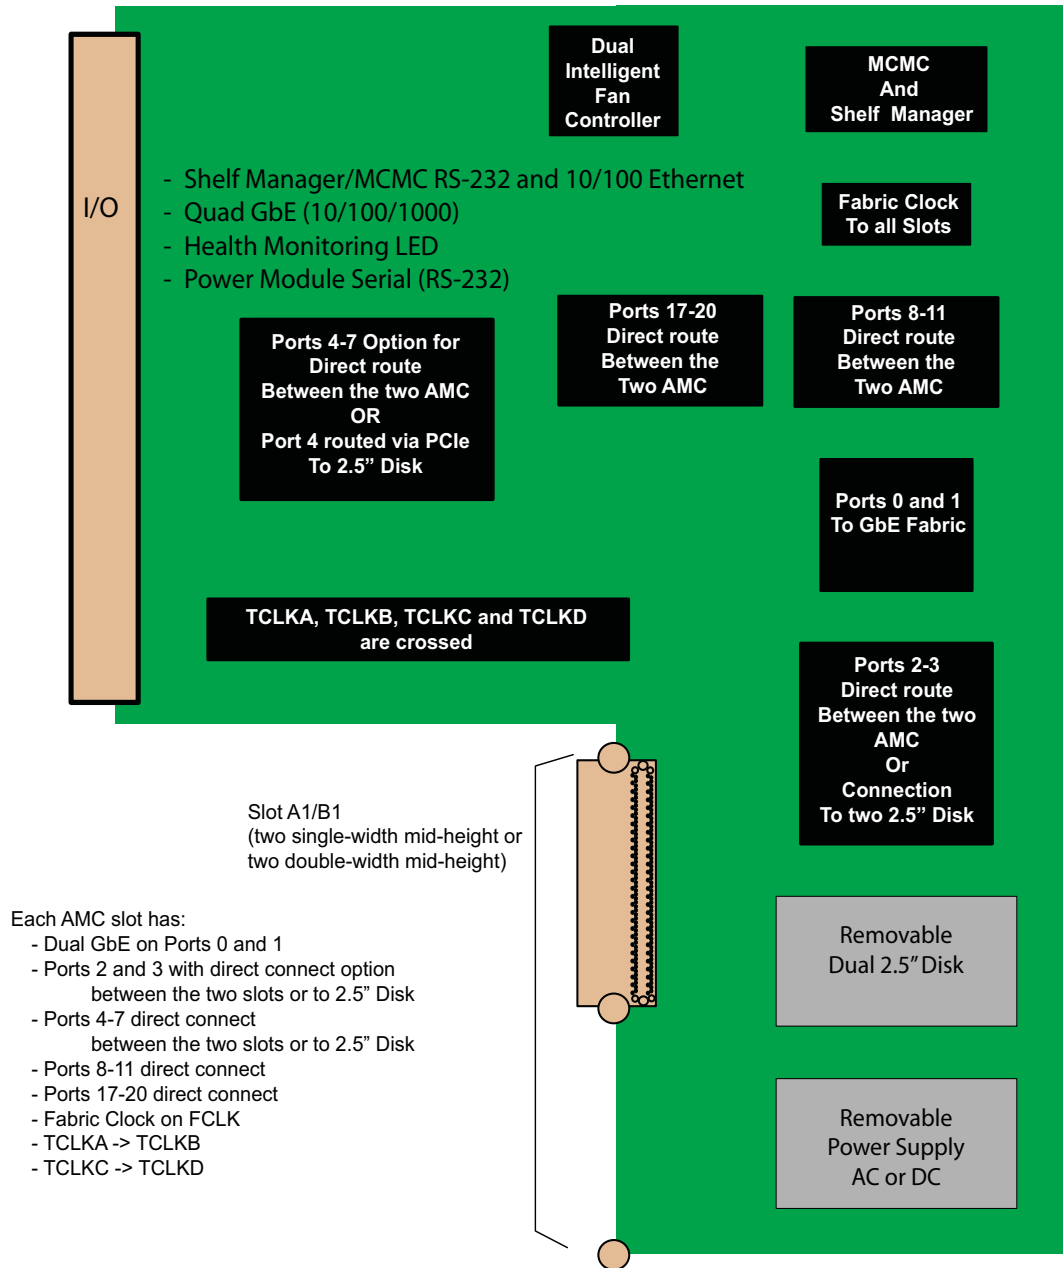 Dual
Intelligent
Fan
Controller
MCMC
And
Shelf Manager
I/O
- Shelf Manager/MCMC RS-232 and 10/100 Ethernet
- Quad GbE (10/100/1000)
- Health Monitoring LED
- Power Module Serial (RS-232)
Fabric Clock
To all Slots
Ports 4-7 Option for
Direct route
Between the two AMC
OR
Port 4 routed via PCIe
To 2.5” Disk
Ports 17-20
Direct route
Between the
Two AMC
Ports 8-11
Direct route
Between the
Two AMC
Ports 0 and 1
To GbE Fabric
TCLKA, TCLKB, TCLKC and TCLKD
are crossed
Ports 2-3
Direct route
Between the two
AMC
Or
Connection
To two 2.5” Disk
Slot A1/B1
(two single-width mid-height or
two double-width mid-height)
Each AMC slot has:
- Dual GbE on Ports 0 and 1
- Ports 2 and 3 with direct connect option
between the two slots or to 2.5” Disk
- Ports 4-7 direct connect
between the two slots or to 2.5” Disk
- Ports 8-11 direct connect
- Ports 17-20 direct connect
- Fabric Clock on FCLK
- TCLKA -> TCLKB
- TCLKC -> TCLKD
Removable
Dual 2.5” Disk
Removable
Power Supply
AC or DC